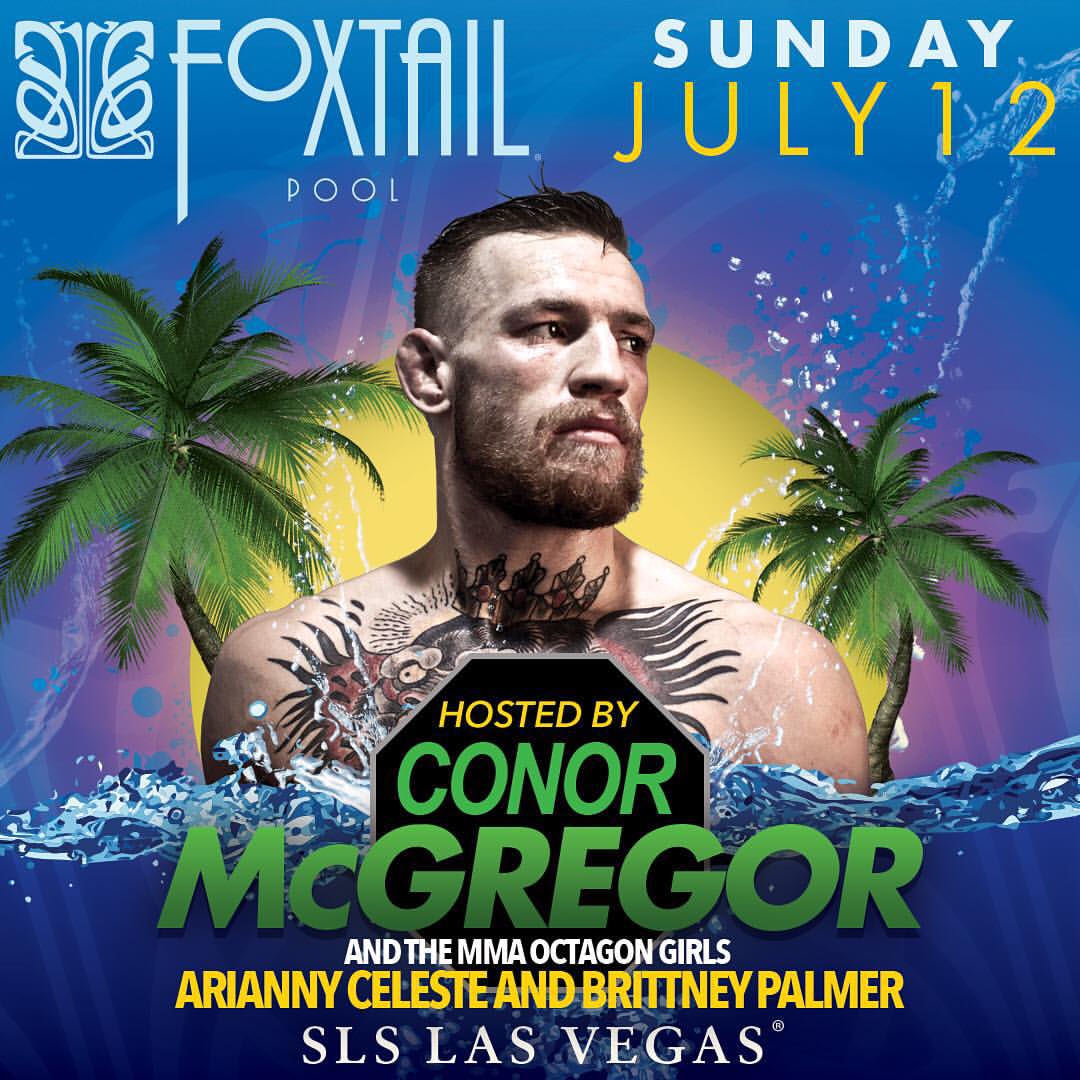 FOXTAIL®
POOL
SUNDAY
JULY 12
HOSTED BY
CONOR
McGREGOR
AND THE MMA OCTAGON GIRLS
ARIANNY CELESTE AND BRITTNEY PALMER
SLS LAS VEGAS®